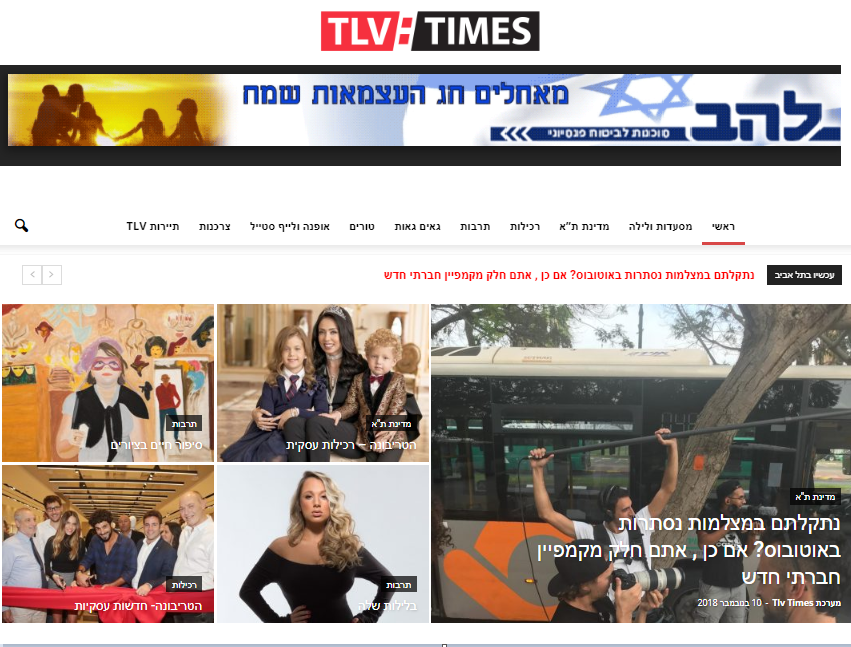 TLV TIMES
מאחלים חג העצמאות שמח
להב
סוכנות לביטוח פנסיוני
ראשי
מסעדות ולילה
מדינת ת"א
רכילות
תרבות
גאים גאות
טורים
אופנה ולייף סטייל
צרכנות
תיירות TLV
עכשיו בתל אביב
נתקלתם במצלמות נסתרות באוטובוס? אם כן , אתם חלק מקמפיין חברתי חדש
מדינת ת"א
נתקלתם במצלמות נסתרות
באוטובוס? אם כן , אתם חלק מקמפיין
חברתי חדש
מערכת Tlv Times - 10 בנובמבר 2018
מדינת ת"א
הטריבונה – רכילות עסקית
תרבות
סיפור חיים בציורים
תרבות
בלילות שלה
רכילות
הטריבונה- חדשות עסקיות